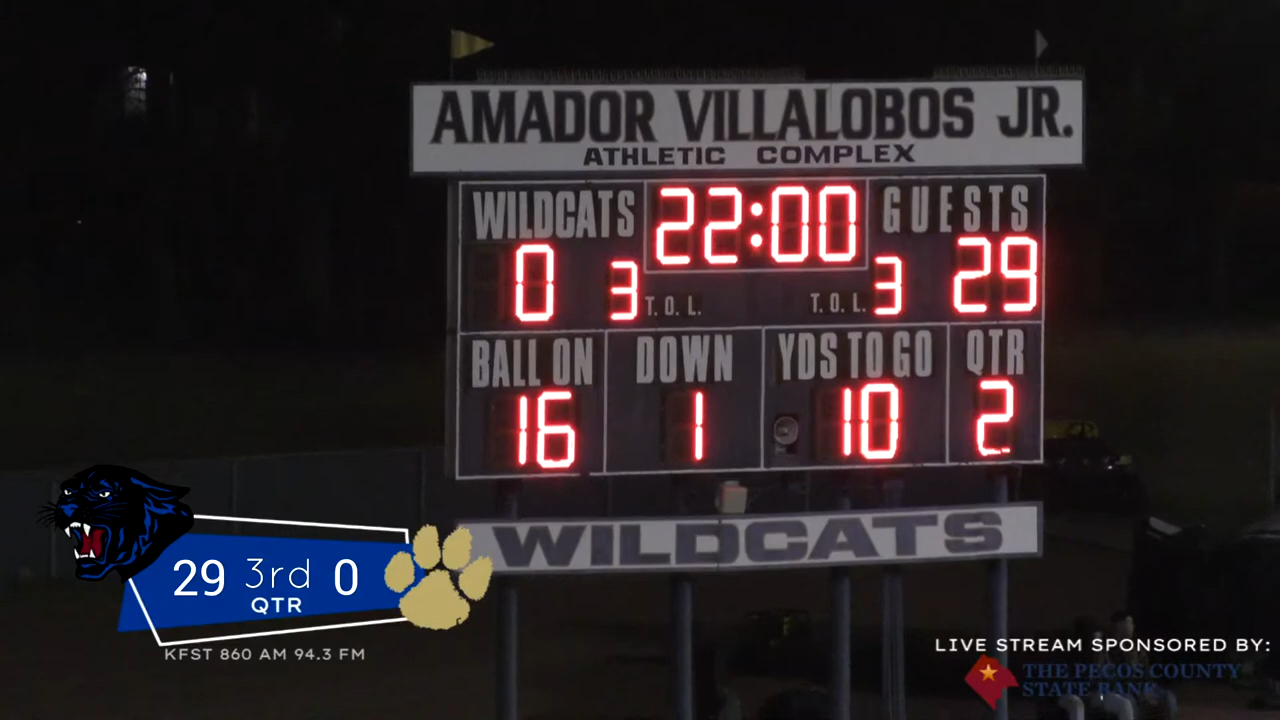 AMADOR VILLALOBOS JR.
ATHLETIC COMPLEX
WILDCATS 22:00 GUESTS
0 3 T.O.L. T.O.L. 3 29
BALL ON DOWN YDS TO GO QTR
16 1 10 2
WILDCATS
29 3rd 0
QTR
KFST 860 AM 94.3 FM
LIVE STREAM SPONSORED BY:
THE PECOS COUNTY
STATE BANK